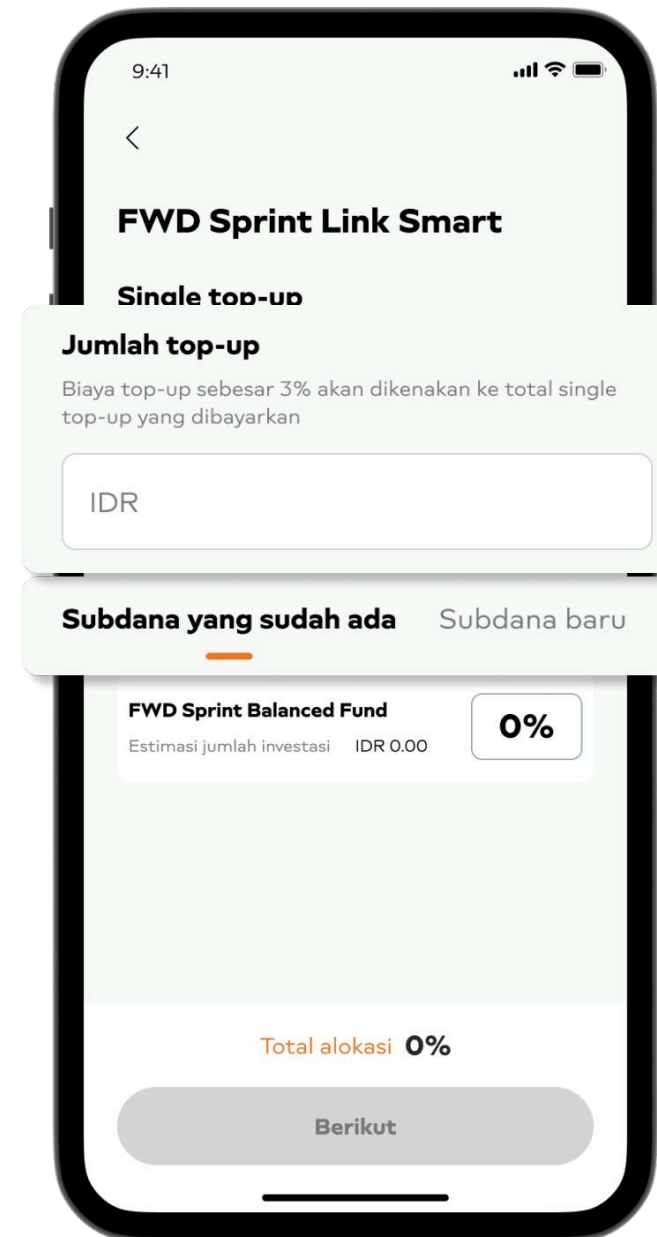 9:41
FWD Sprint Link Smart
Single top-up
Jumlah top-up
Biaya top-up sebesar 3% akan dikenakan ke total single
top-up yang dibayarkan
IDR
Subdana yang sudah ada Subdana baru
FWD Sprint Balanced Fund
0%
Estimasi jumlah investasi IDR 0.00
Total alokasi 0%
Berikut